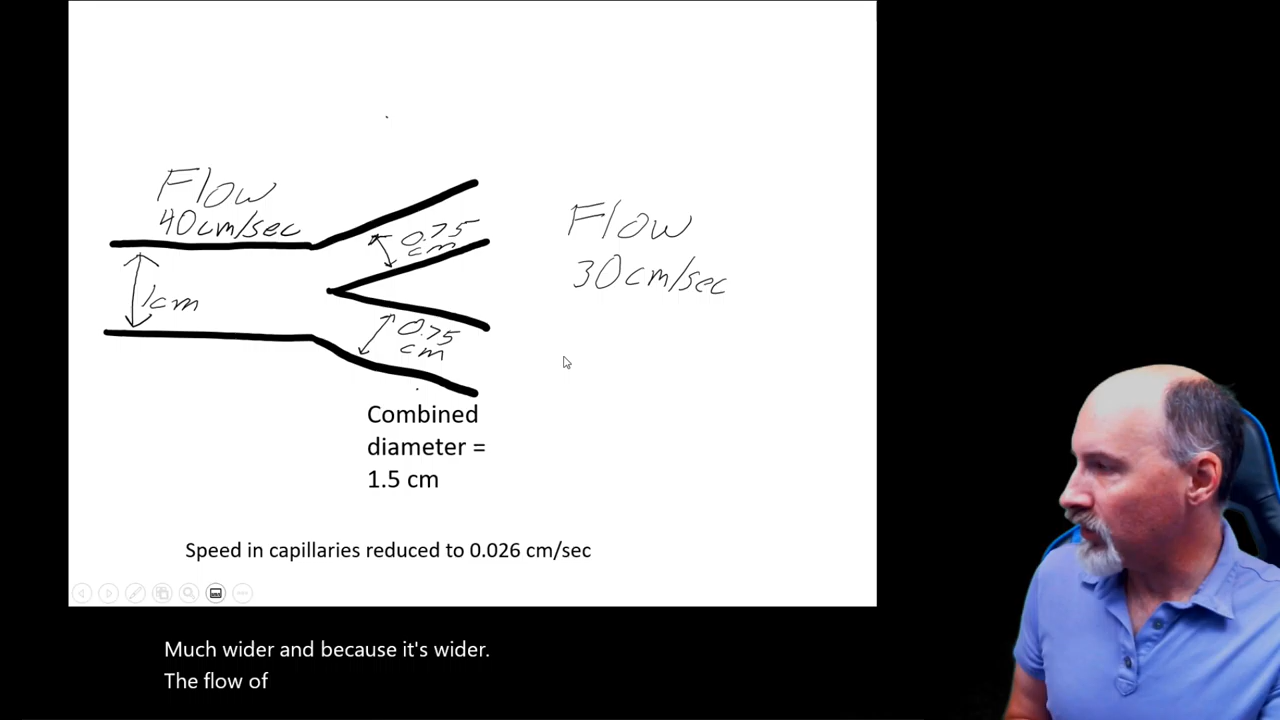 Flow
40cm/sec
1cm
0.75
cm
0.75
cm
Flow
30cm/sec
Combined
diameter =
1.5 cm
Speed in capillaries reduced to 0.026 cm/sec
Much wider and because it's wider.
The flow of